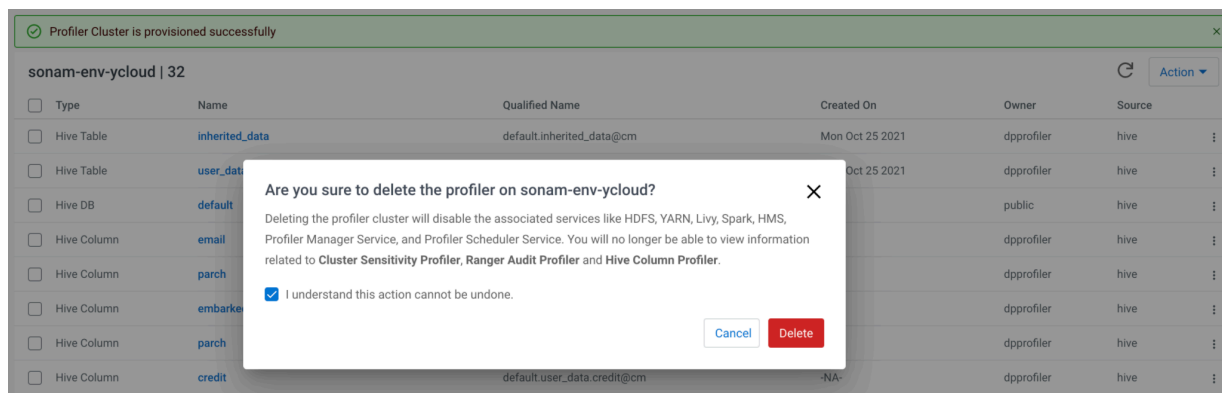 Profiler Cluster is provisioned successfully
sonam-env-ycloud | 32
Action
Type Name Qualified Name Created On Owner Source
Hive Table inherited_data default.inherited_data@cm Mon Oct 25 2021 dpprofiler hive
Hive Table user_data Oct 25 2021 dpprofiler hive
Hive DB default public hive
Hive Column email dpprofiler hive
Hive Column parch dpprofiler hive
Hive Column embarke dpprofiler hive
Hive Column parch dpprofiler hive
Hive Column credit default.user_data.credit@cm -NA- dpprofiler hive
Are you sure to delete the profiler on sonam-env-ycloud?
Deleting the profiler cluster will disable the associated services like HDFS, YARN, Livy, Spark, HMS,
Profiler Manager Service, and Profiler Scheduler Service. You will no longer be able to view information
related to Cluster Sensitivity Profiler, Ranger Audit Profiler and Hive Column Profiler.
I understand this action cannot be undone.
Cancel Delete